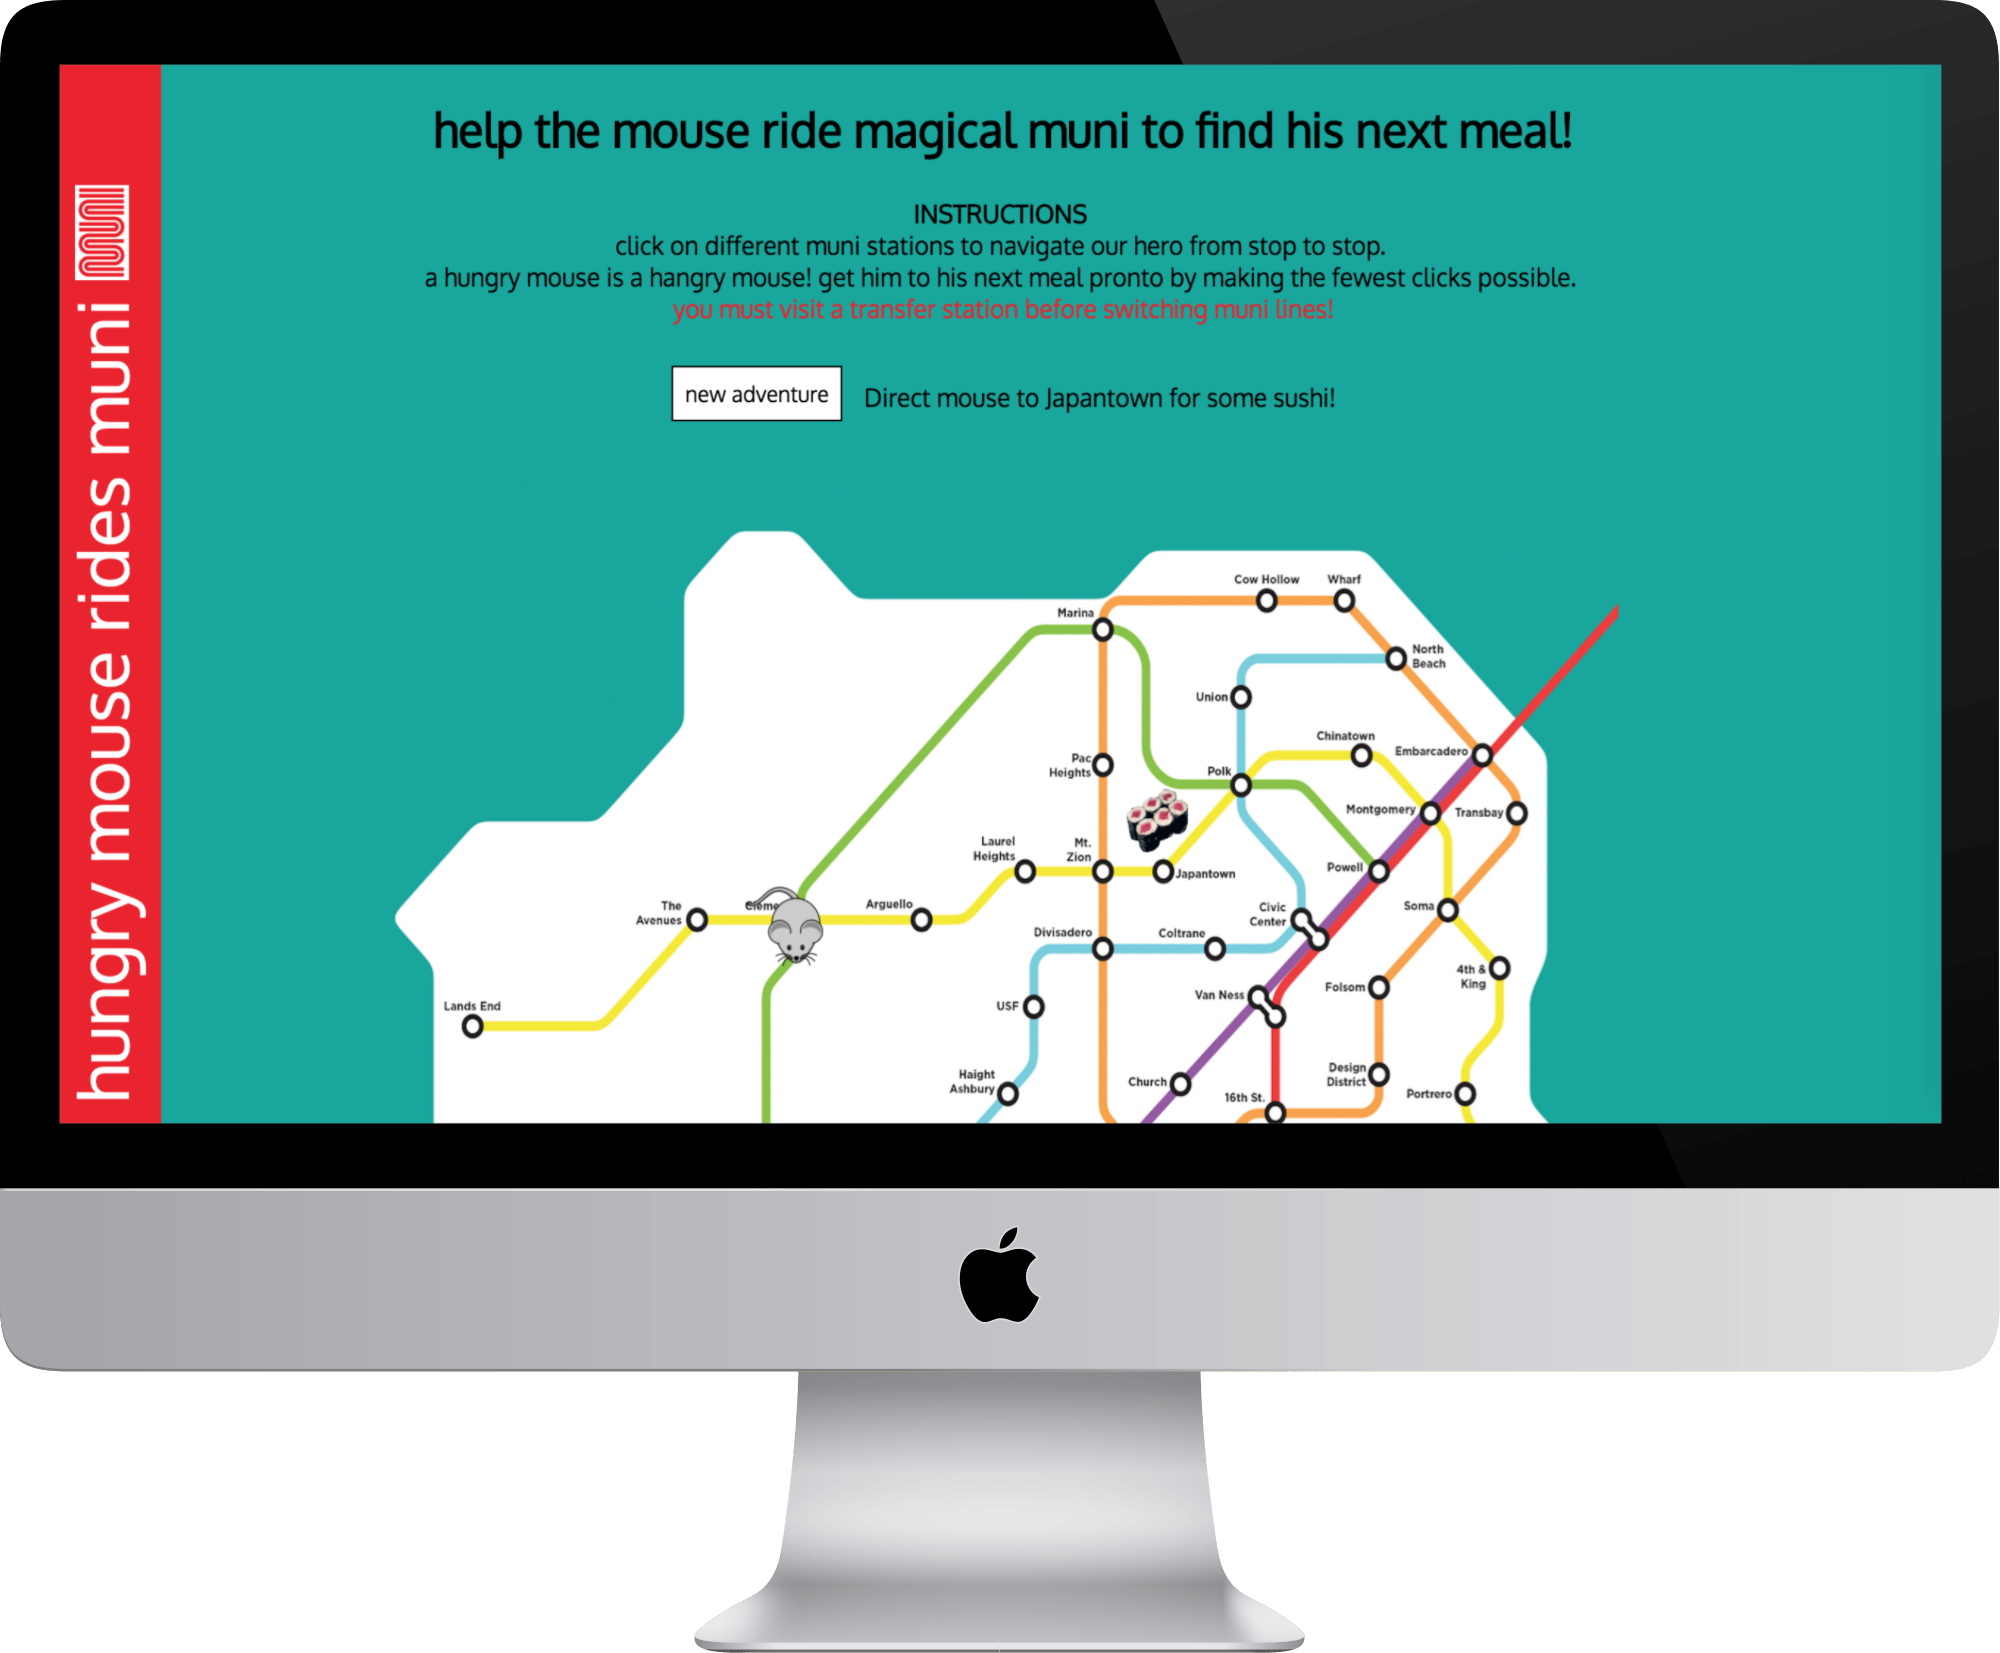 hungry mouse rides muni
muni
help the mouse ride magical muni to find his next meal!
INSTRUCTIONS
click on different muni stations to navigate our hero from stop to stop.
a hungry mouse is a hangry mouse! get him to his next meal pronto by making the fewest clicks possible.
you must visit a transfer station before switching muni lines!
new adventure
Direct mouse to Japantown for some sushi!
Cow Hollow
Wharf
Marina
North
Beach
Union
Chinatown
Embarcadero
Pac
Heights
Polk
Montgomery
Transbay
Laurel
Heights
Mt.
Zion
Japantown
Powell
The
Avenues
Arguello
Civic
Center
Soma
Divisadero
Coltrane
4th &
King
Lands End
USF
Van Ness
Folsom
Haight
Ashbury
Church
Design
District
16th St.
Portrero